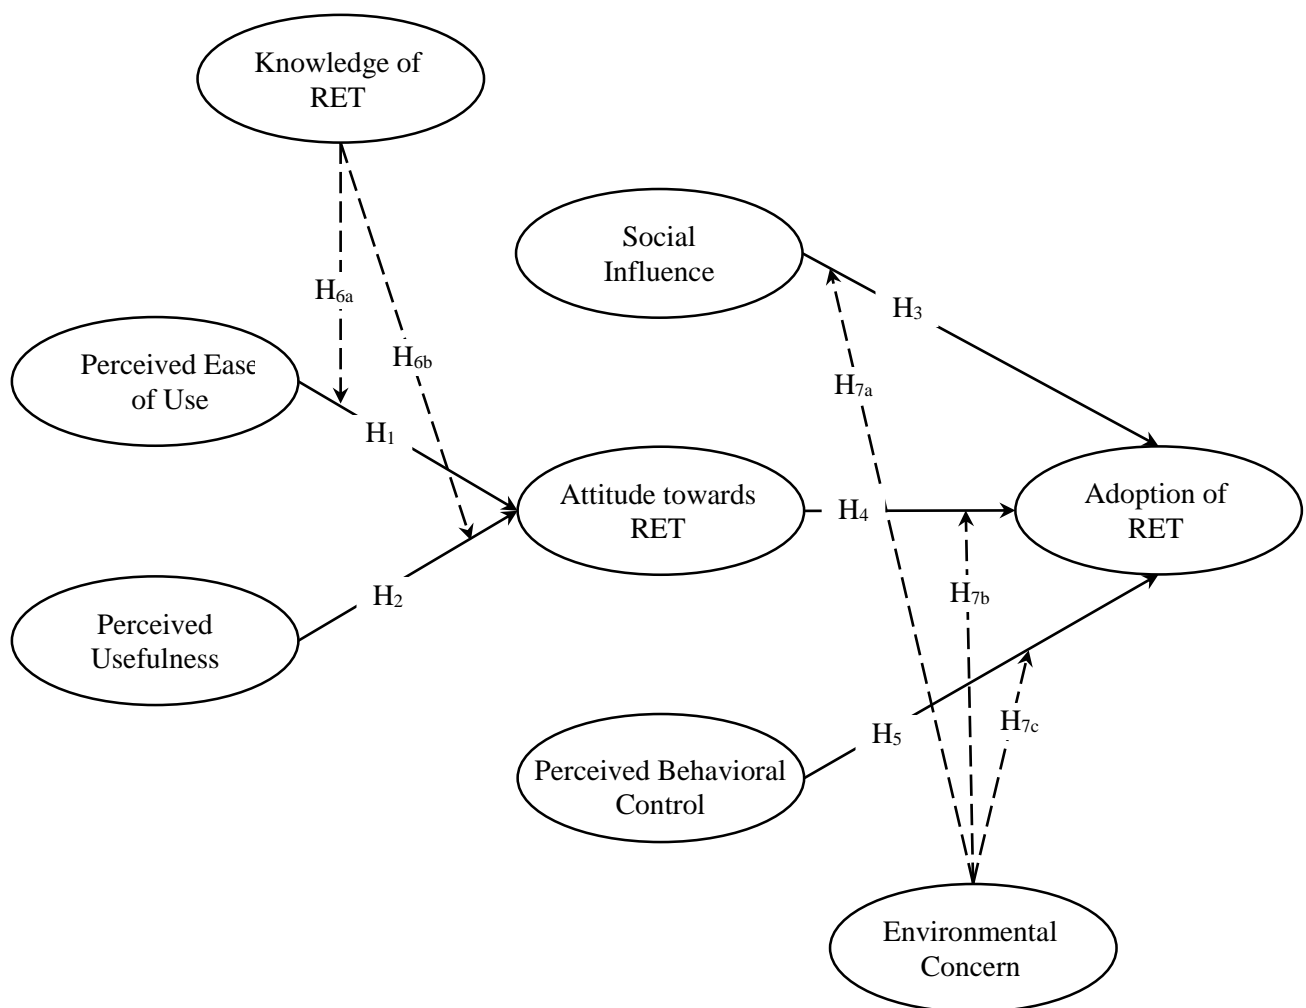 Knowledge of
RET
Social
Influence
H6a
H3
Perceived Ease
of Use
H6b
H7a
H1
Attitude towards
RET
H4
Adoption of
RET
H2
H7b
Perceived
Usefulness
H5
H7c
Perceived Behavioral
Control
Environmental
Concern